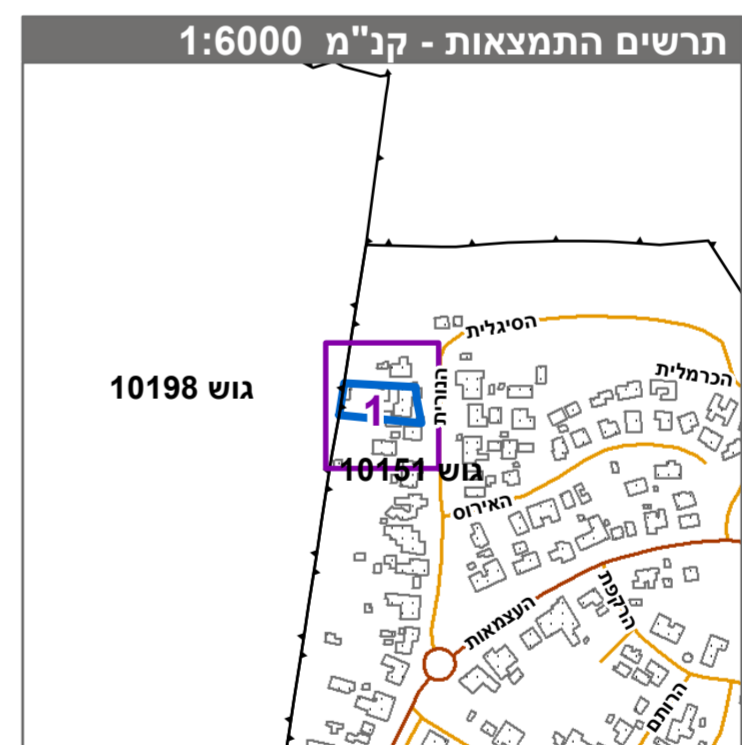 תרשים התמצאות - קנ"מ 1:6000
הסיגלית
הכרמלית
הנורית
גוש 10198
1
גוש 10151
האירוס
העצמאות
הרקפת
הרותם